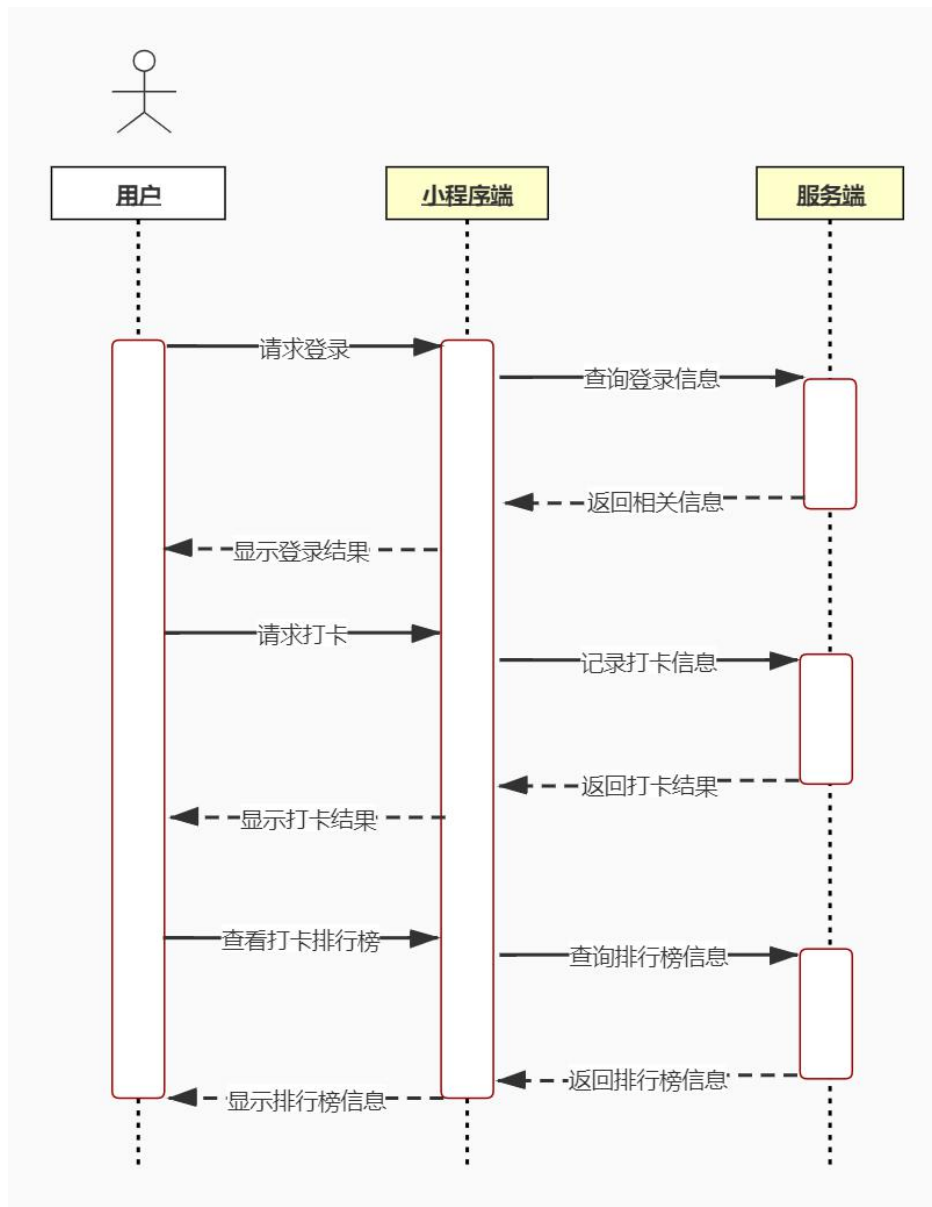 用户
小程序端
服务端
请求登录
查询登录信息
返回相关信息
显示登录结果
请求打卡
记录打卡信息
返回打卡结果
显示打卡结果
查看打卡排行榜
查询排行榜信息
返回排行榜信息
显示排行榜信息